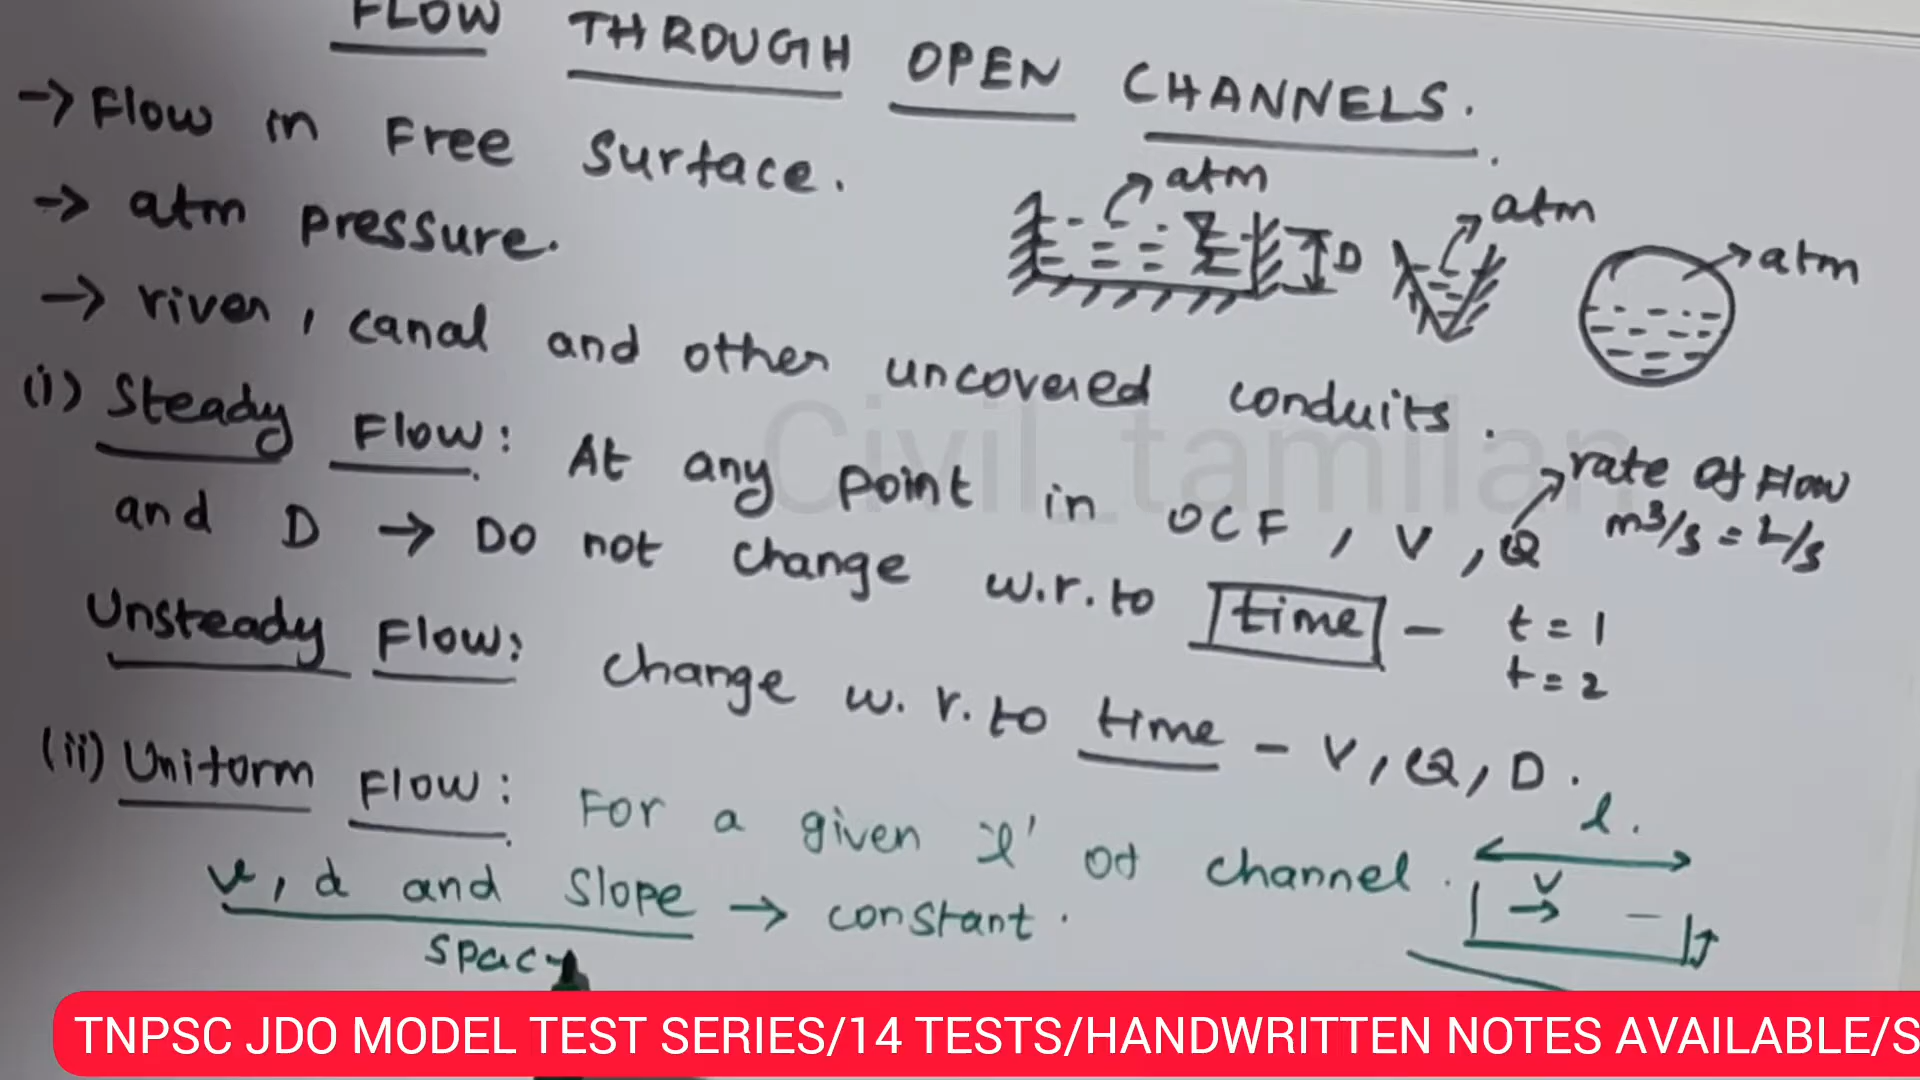 FLOW THROUGH OPEN CHANNELS.
→ Flow in Free surface.
→ atm pressure.
→ river, canal and other uncovered conduits.
atm
D
atm
atm
(i) Steady Flow: At any point in OCF, V, Q
→ rate of flow
m³/s = L/s
and D → Do not change w.r.to time - t = 1
t = 2
Unsteady Flow: change w.r.to time - V, Q, D.
(ii) Uniform Flow: For a given 'l' of channel.
v, d and slope → constant.
l.
V
space
Civil_tamilan
TNPSC JDO MODEL TEST SERIES/14 TESTS/HANDWRITTEN NOTES AVAILABLE/S